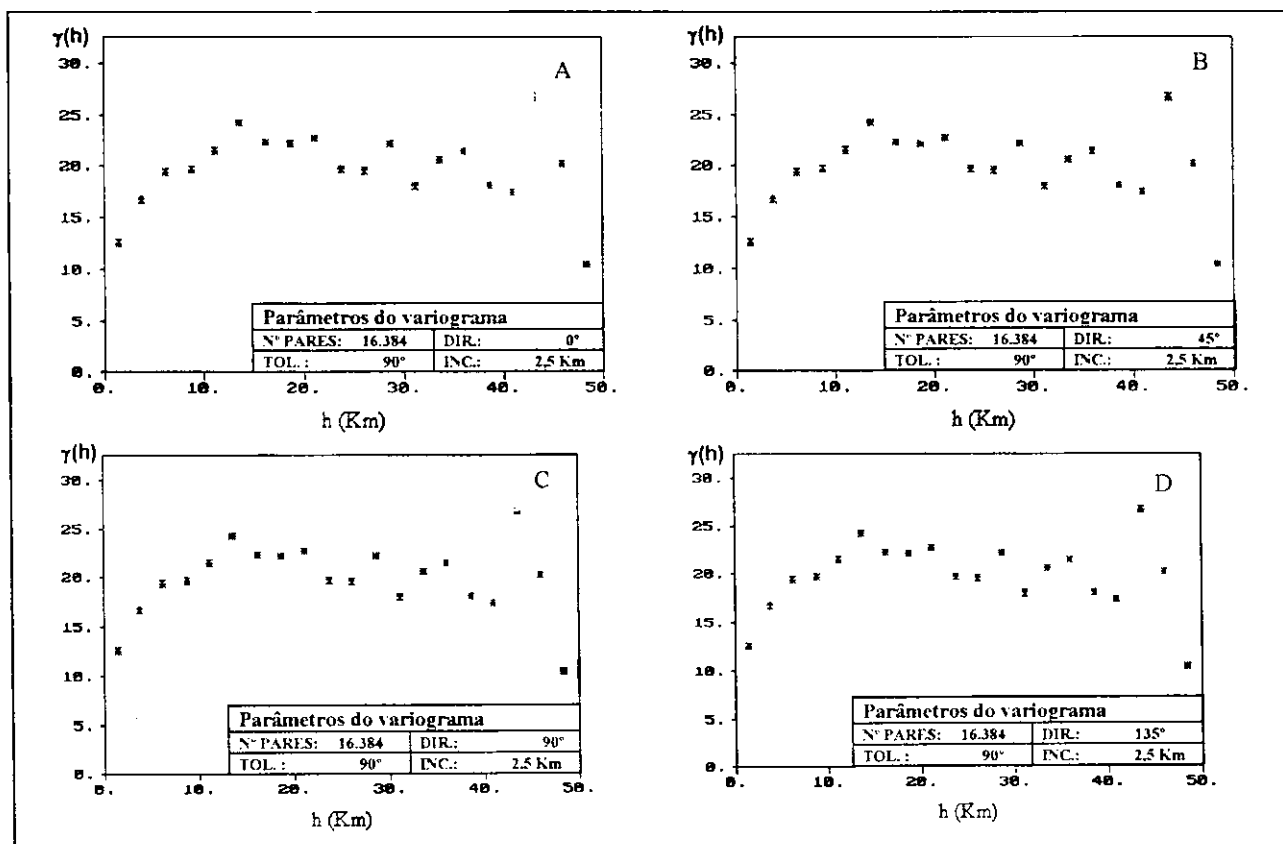 γ(h)
A
30.
25.
20.
15.
10.
5.
0.
Parâmetros do variograma
Nº PARES: 16.384 DIR.: 0°
TOL. : 90° INC.: 2,5 Km
0. 10. 20. 30. 40. 50.
h (Km)
γ(h)
B
30.
25.
20.
15.
10.
5.
0.
Parâmetros do variograma
Nº PARES: 16.384 DIR.: 45°
TOL. : 90° INC.: 2,5 Km
0. 10. 20. 30. 40. 50.
h (Km)
γ(h)
C
30.
25.
20.
15.
10.
5.
0.
Parâmetros do variograma
Nº PARES: 16.384 DIR.: 90°
TOL. : 90° INC.: 2,5 Km
0. 10. 20. 30. 40. 50.
h (Km)
γ(h)
D
30.
25.
20.
15.
10.
5.
0.
Parâmetros do variograma
Nº PARES: 16.384 DIR.: 135°
TOL. : 90° INC.: 2,5 Km
0. 10. 20. 30. 40. 50.
h (Km)